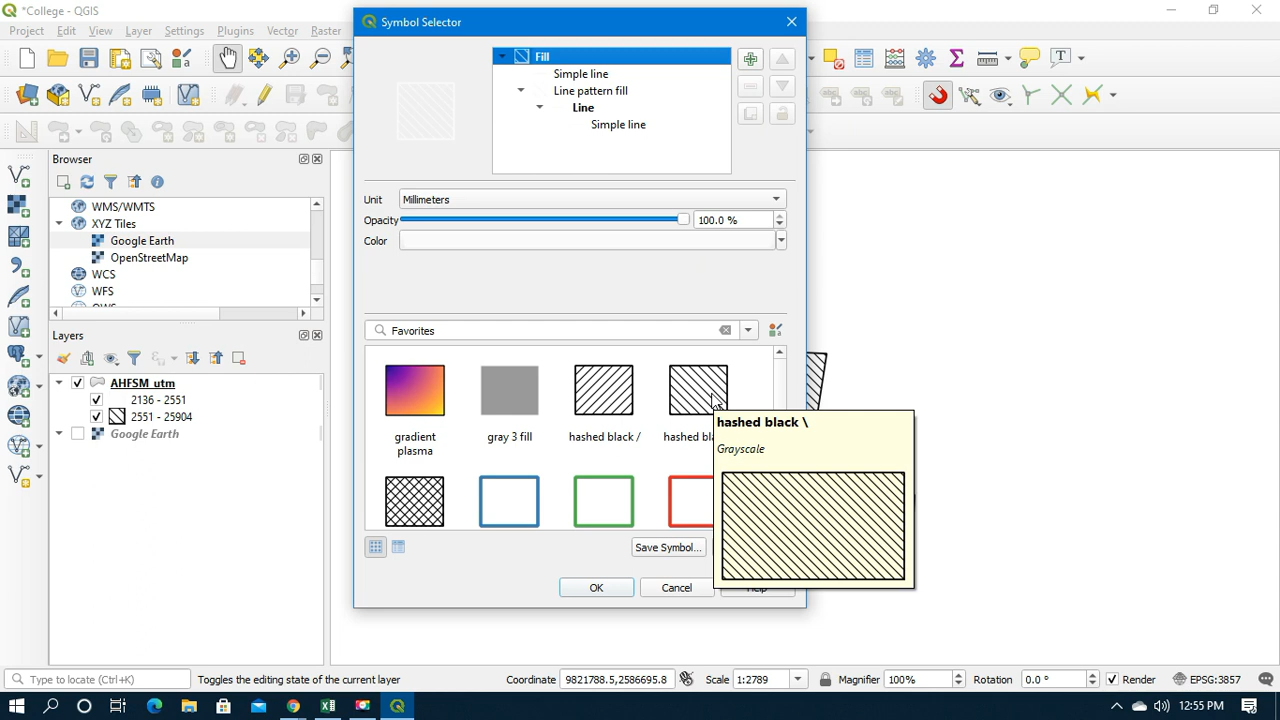 *College - QGIS
Project Edit View Layer Settings Plugins Vector Raster
Symbol Selector
Fill
Simple line
Line pattern fill
Line
Simple line
Unit Millimeters
Opacity 100.0 %
Color
Favorites
gradient plasma
gray 3 fill
hashed black /
hashed bla
hashed black \
Grayscale
Save Symbol...
OK
Cancel
Help
Browser
WMS/WMTS
XYZ Tiles
Google Earth
OpenStreetMap
WCS
WFS
Layers
AHFSM_utm
2136 - 2551
2551 - 25904
Google Earth
Type to locate (Ctrl+K)
Toggles the editing state of the current layer
Coordinate 9821788.5,2586695.8
Scale 1:2789
Magnifier 100%
Rotation 0.0 °
Render
EPSG:3857
12:55 PM